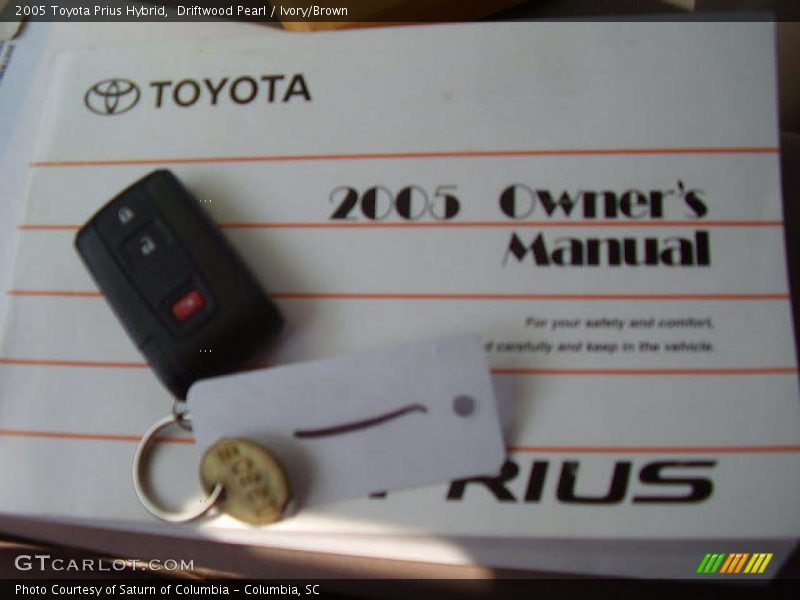 2005 Toyota Prius Hybrid,  Driftwood Pearl / Ivory/Brown
TOYOTA
2005 Owner's
Manual
For your safety and comfort,
carefully and keep in the vehicle.
PRIUS
GTCARLOT.COM
Photo Courtesy of Saturn of Columbia - Columbia, SC